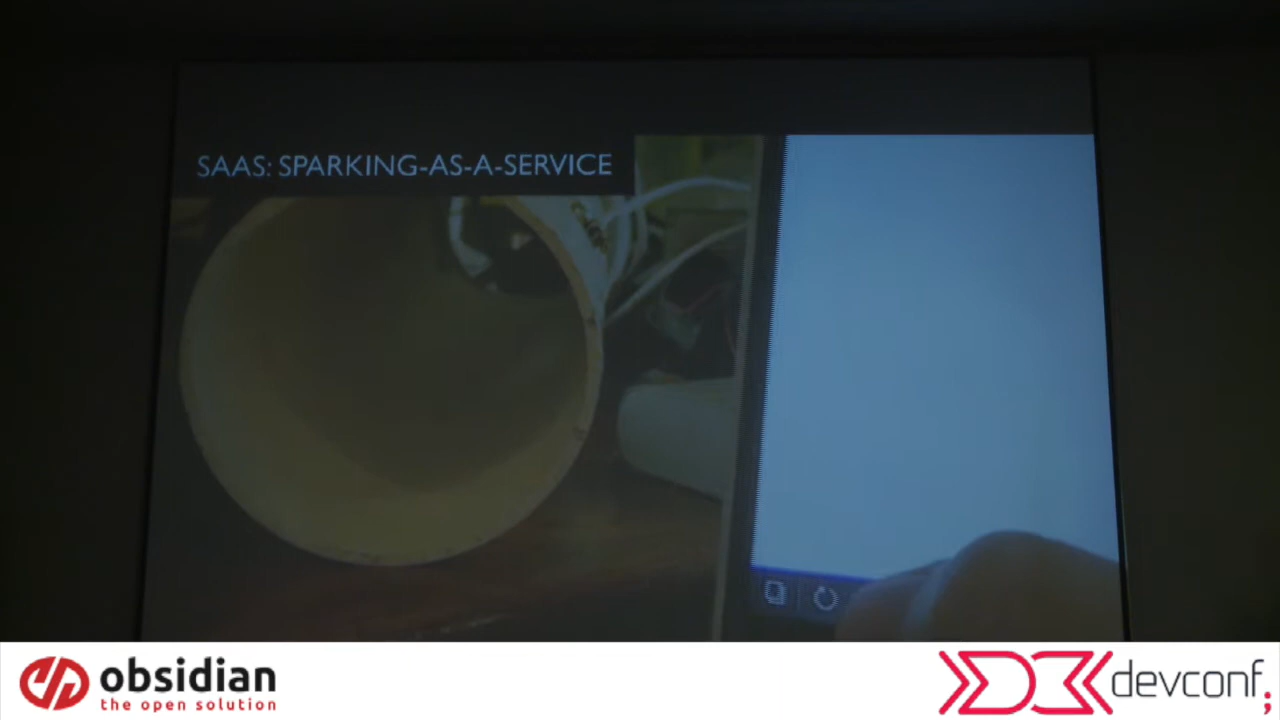 SAAS: SPARKING-AS-A-SERVICE
obsidian
the open solution
devconf;